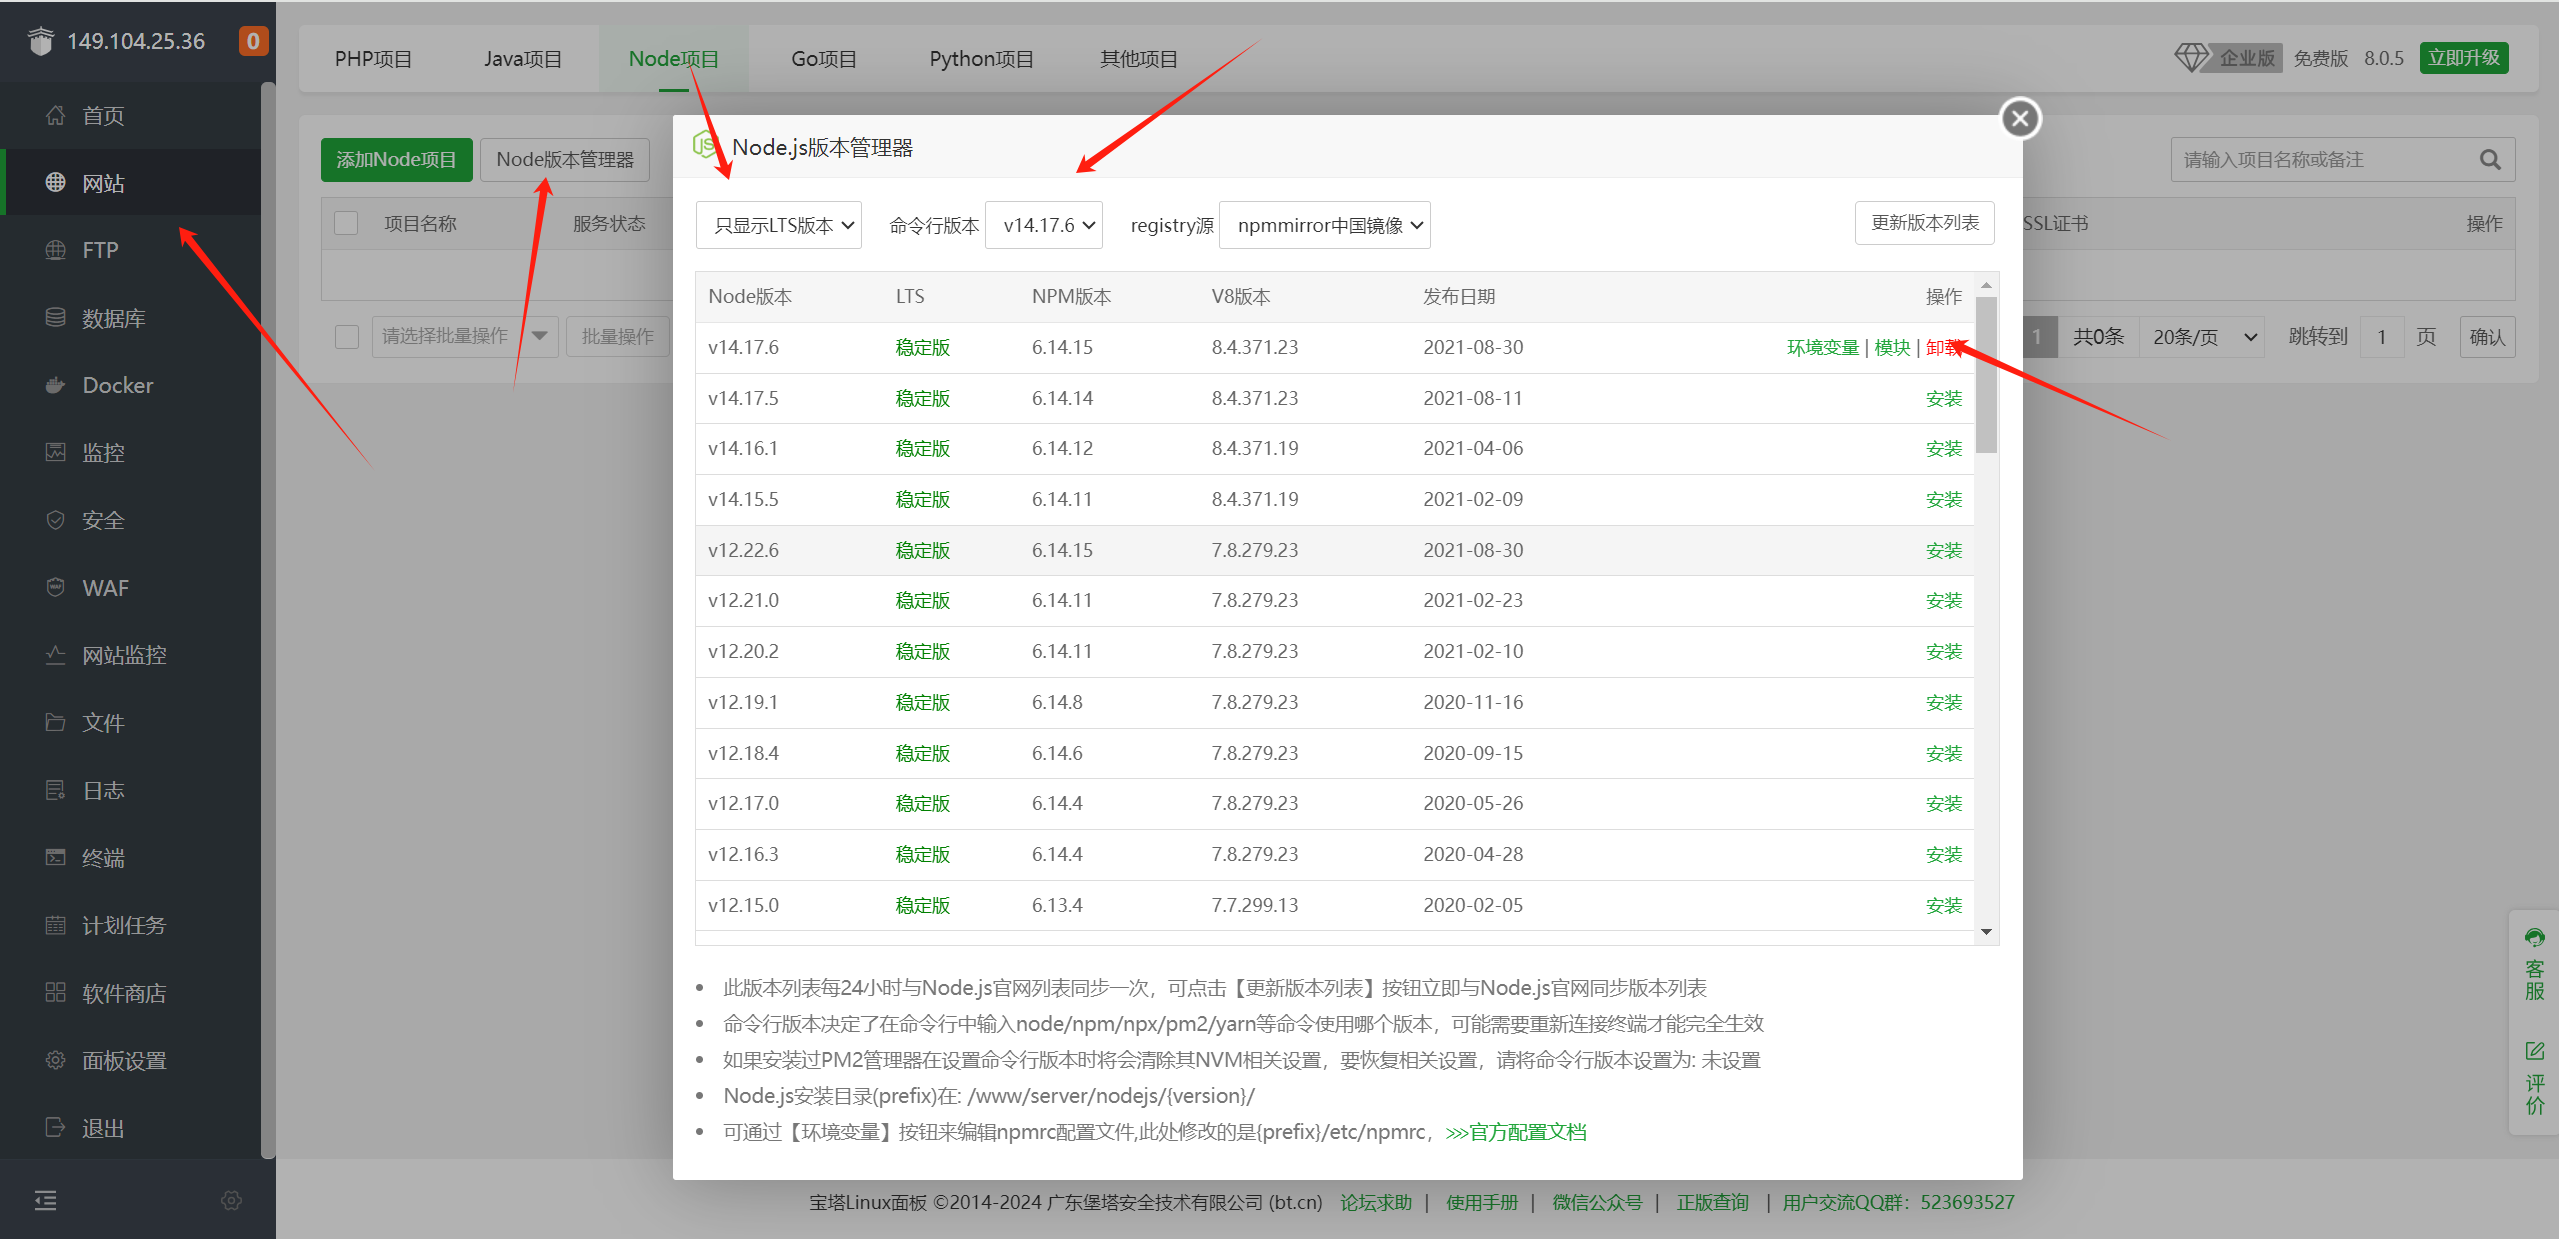 149.104.25.36 0
首页
网站
FTP
数据库
Docker
监控
安全
WAF
网站监控
文件
日志
终端
计划任务
软件商店
面板设置
退出
PHP项目 Java项目 Node项目 Go项目 Python项目 其他项目
企业版 免费版 8.0.5 立即升级
添加Node项目 Node版本管理器
请输入项目名称或备注
项目名称 服务状态 SSL证书 操作
请选择批量操作 批量操作
1 共0条 20条/页 跳转到 1 页 确认
Node.js版本管理器
只显示LTS版本 命令行版本 v14.17.6 registry源 npmmirror中国镜像 更新版本列表
Node版本 LTS NPM版本 V8版本 发布日期 操作
v14.17.6 稳定版 6.14.15 8.4.371.23 2021-08-30 环境变量 | 模块 | 卸载
v14.17.5 稳定版 6.14.14 8.4.371.23 2021-08-11 安装
v14.16.1 稳定版 6.14.12 8.4.371.19 2021-04-06 安装
v14.15.5 稳定版 6.14.11 8.4.371.19 2021-02-09 安装
v12.22.6 稳定版 6.14.15 7.8.279.23 2021-08-30 安装
v12.21.0 稳定版 6.14.11 7.8.279.23 2021-02-23 安装
v12.20.2 稳定版 6.14.11 7.8.279.23 2021-02-10 安装
v12.19.1 稳定版 6.14.8 7.8.279.23 2020-11-16 安装
v12.18.4 稳定版 6.14.6 7.8.279.23 2020-09-15 安装
v12.17.0 稳定版 6.14.4 7.8.279.23 2020-05-26 安装
v12.16.3 稳定版 6.14.4 7.8.279.23 2020-04-28 安装
v12.15.0 稳定版 6.13.4 7.7.299.13 2020-02-05 安装
此版本列表每24小时与Node.js官网列表同步一次，可点击【更新版本列表】按钮立即与Node.js官网同步版本列表
命令行版本决定了在命令行中输入node/npm/npx/pm2/yarn等命令使用哪个版本，可能需要重新连接终端才能完全生效
如果安装过PM2管理器在设置命令行版本时将会清除其NVM相关设置，要恢复相关设置，请将命令行版本设置为: 未设置
Node.js安装目录(prefix)在: /www/server/nodejs/{version}/
可通过【环境变量】按钮来编辑npmrc配置文件,此处修改的是{prefix}/etc/npmrc，>>>官方配置文档
客服
评价
宝塔Linux面板 ©2014-2024 广东堡塔安全技术有限公司 (bt.cn) 论坛求助 | 使用手册 | 微信公众号 | 正版查询 | 用户交流QQ群：523693527